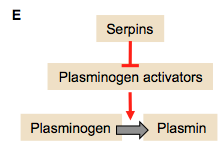 E
Serpins
Plasminogen activators
Plasminogen Plasmin